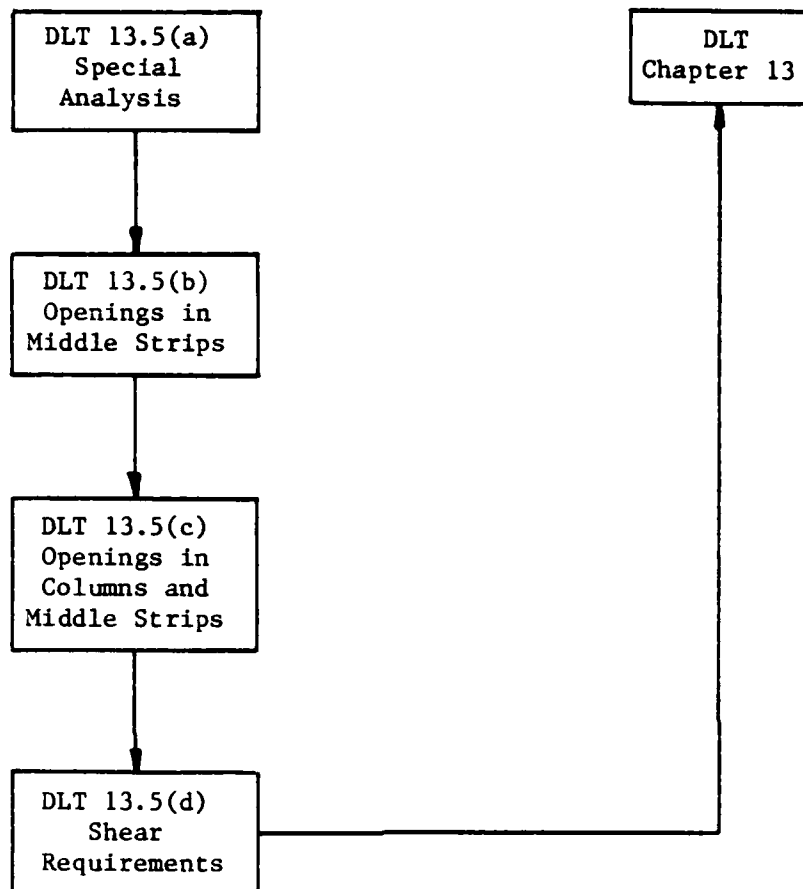 DLT 13.5(a)
Special
Analysis
DLT
Chapter 13
DLT 13.5(b)
Openings in
Middle Strips
DLT 13.5(c)
Openings in
Columns and
Middle Strips
DLT 13.5(d)
Shear
Requirements